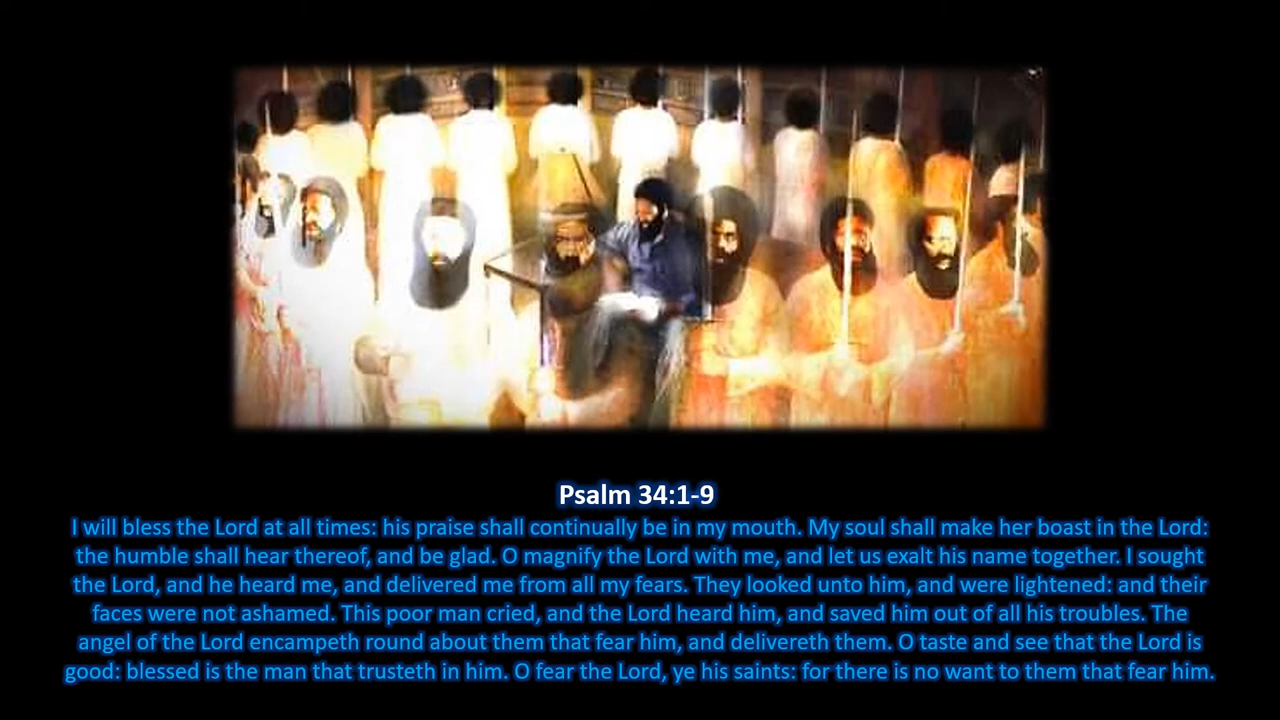 Psalm 34:1-9
I will bless the Lord at all times: his praise shall continually be in my mouth. My soul shall make her boast in the Lord:
the humble shall hear thereof, and be glad. O magnify the Lord with me, and let us exalt his name together. I sought
the Lord, and he heard me, and delivered me from all my fears. They looked unto him, and were lightened: and their
faces were not ashamed. This poor man cried, and the Lord heard him, and saved him out of all his troubles. The
angel of the Lord encampeth round about them that fear him, and delivereth them. O taste and see that the Lord is
good: blessed is the man that trusteth in him. O fear the Lord, ye his saints: for there is no want to them that fear him.